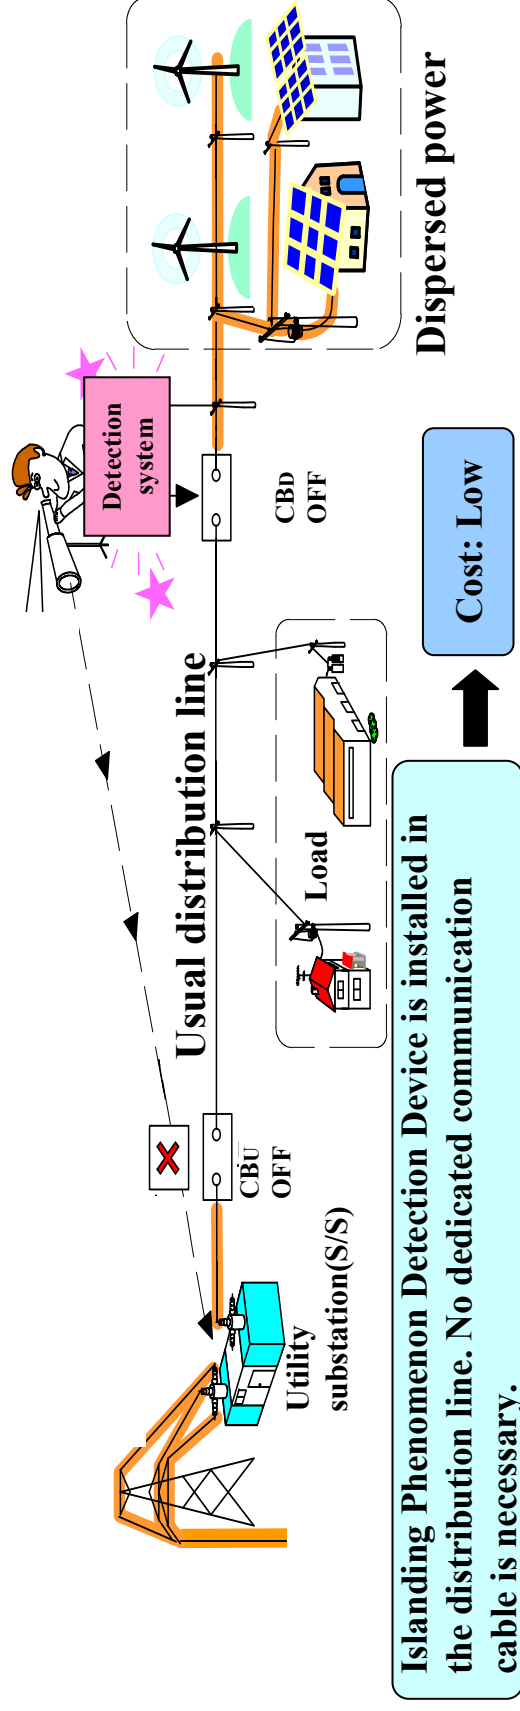 Detection
system
Dispersed power
CBD
OFF
Usual distribution line
Load
CBU
OFF
Utility
substation(S/S)
Islanding Phenomenon Detection Device is installed in
the distribution line. No dedicated communication
cable is necessary.
Cost: Low